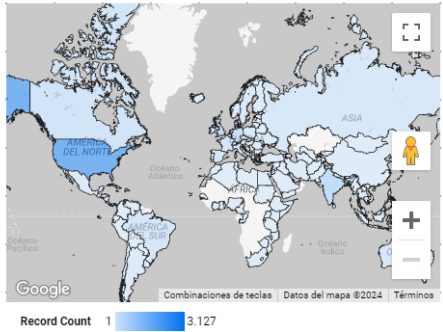 ASIA
AMÉRICA
DEL NORTE
Océano
Atlántico
ÁFRICA
AMÉRICA
DEL SUR
Océano
Pacífico
Océano
Índico
Google
Combinaciones de teclas
Datos del mapa ©2024
Términos
Record Count 1 3.127